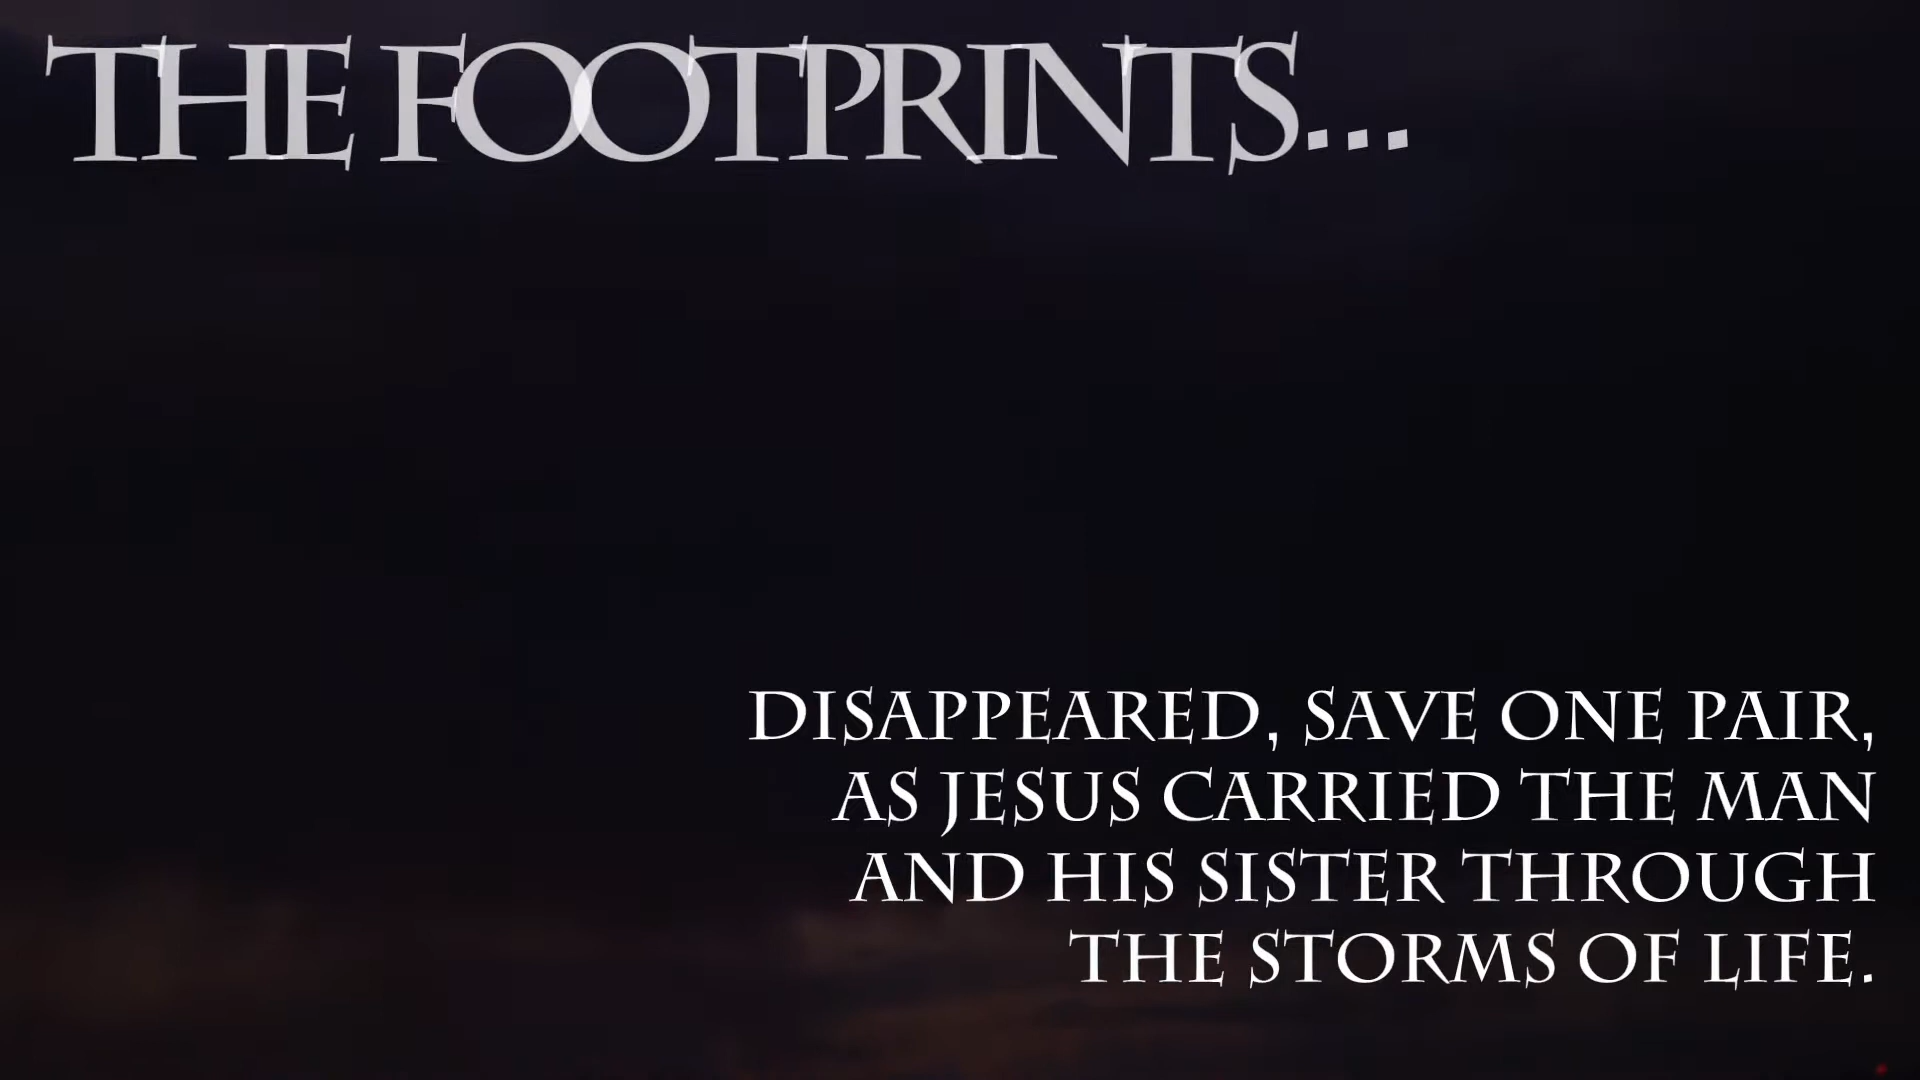 THE FOOTPRINTS...
DISAPPEARED, SAVE ONE PAIR,
AS JESUS CARRIED THE MAN
AND HIS SISTER THROUGH
THE STORMS OF LIFE.